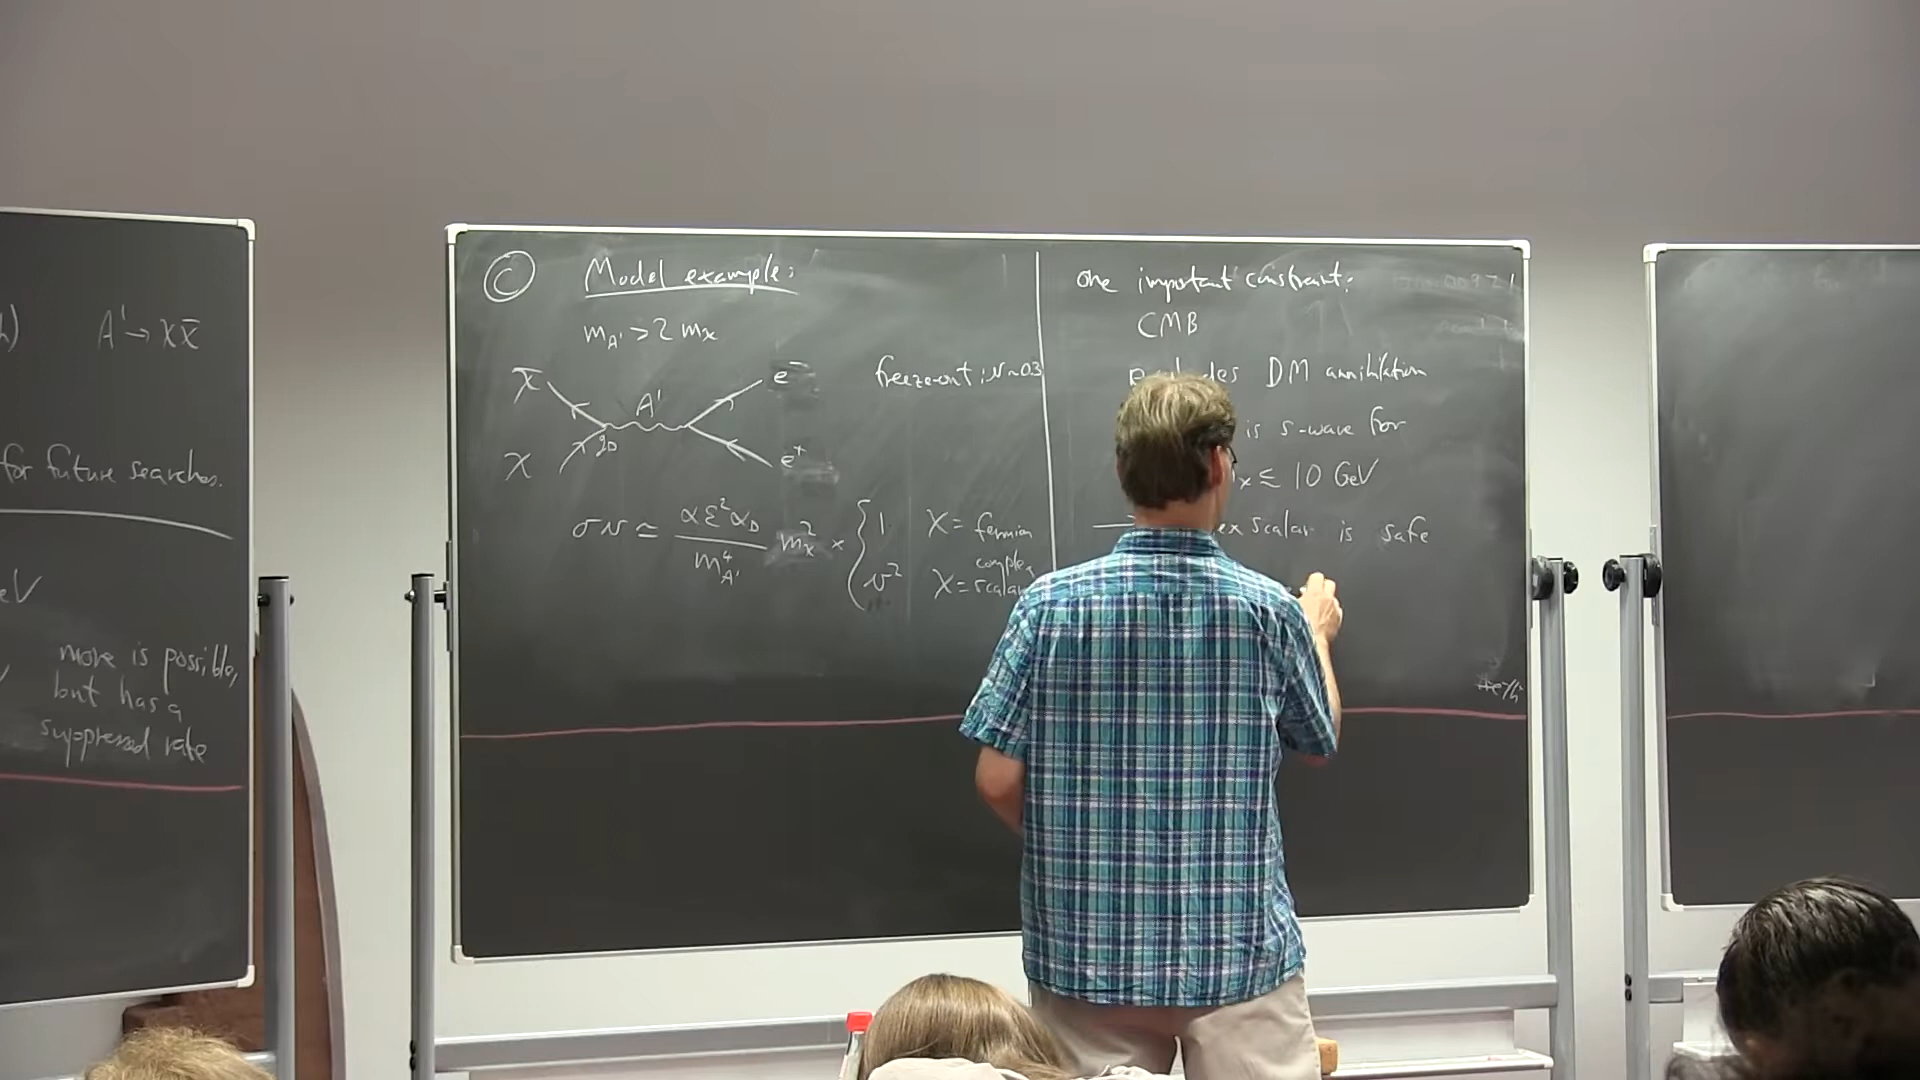 A' → χ χ̄
for future searches.
eV
more is possible,
but has a
suppressed rate
Ⓒ Model example:
m_A' > 2 m_χ
χ̄ e⁻
A'
g_D
χ e⁺
freeze-out: v~0.3
σv ≃ α ε² α_D / m_A'⁴ m_χ² × { 1 χ = fermion
v² χ = complex scalar
one important constraint:
CMB
DM annihilation
is s-wave for
χ ≲ 10 GeV
scalar is safe